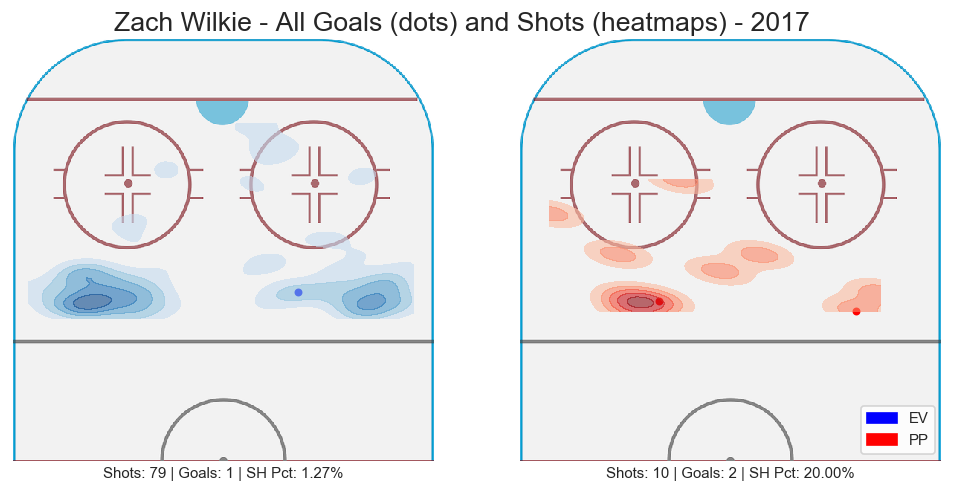 Zach Wilkie - All Goals (dots) and Shots (heatmaps) - 2017
EV
PP
Shots: 79 | Goals: 1 | SH Pct: 1.27%
Shots: 10 | Goals: 2 | SH Pct: 20.00%